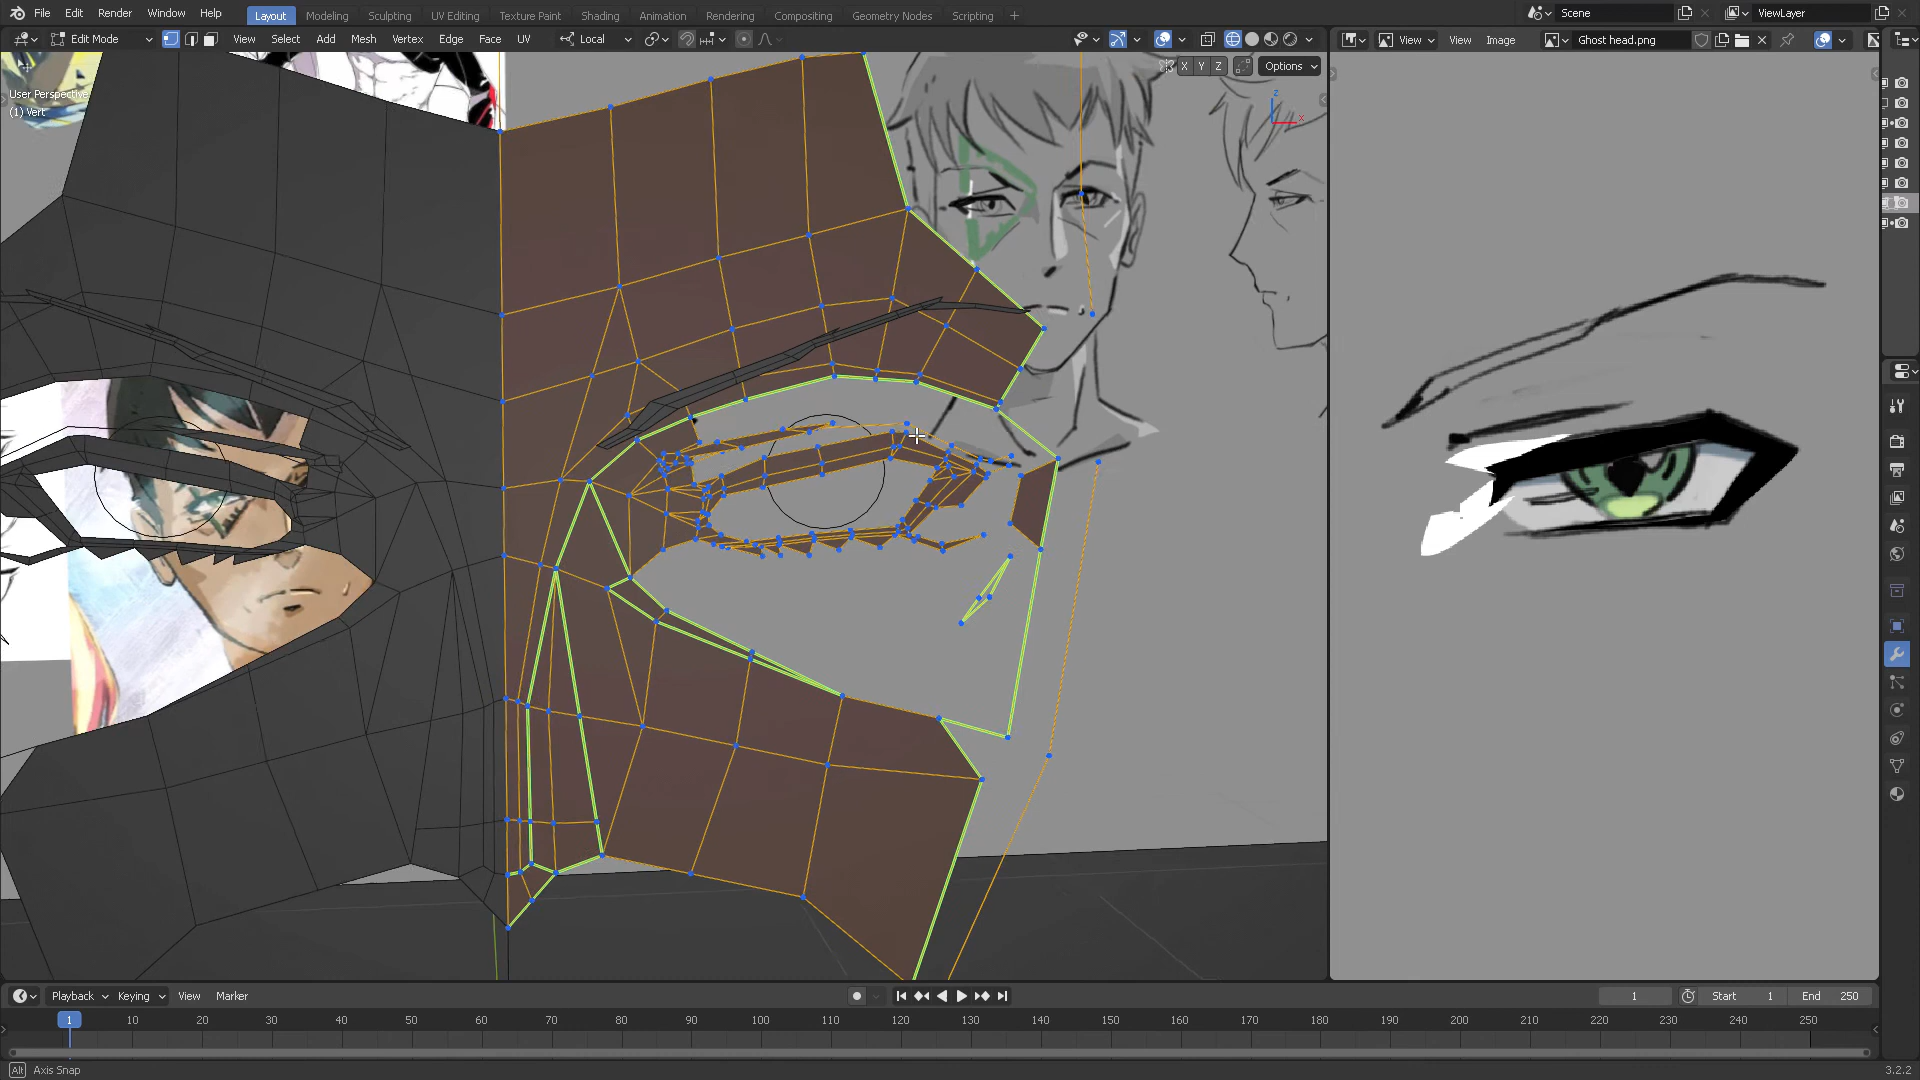 File Edit Render Window Help Layout Modeling Sculpting UV Editing Texture Paint Shading Animation Rendering Compositing Geometry Nodes Scripting + Scene ViewLayer
Edit Mode View Select Add Mesh Vertex Edge Face UV Local View View Image Ghost head.png
X Y Z Options
User Perspective
(1) Vert
z
x
Playback Keying View Marker 1 Start 1 End 250
1 10 20 30 40 50 60 70 80 90 100 110 120 130 140 150 160 170 180 190 200 210 220 230 240 250
Alt Axis Snap 3.2.2